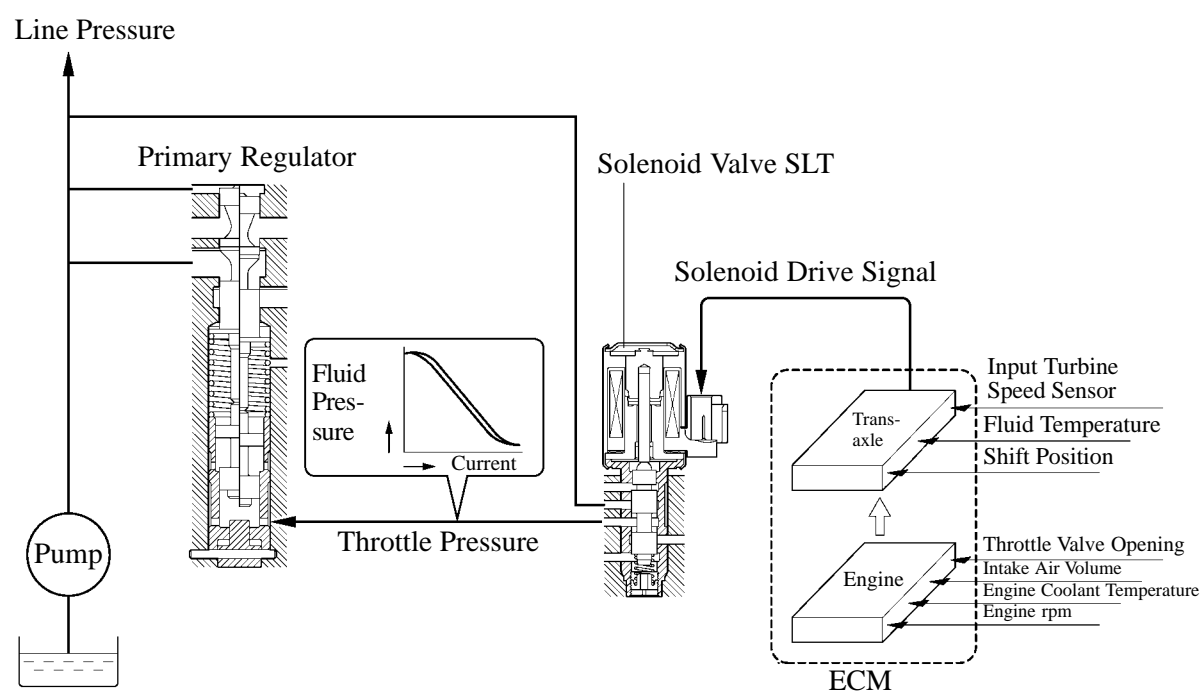 Line Pressure
Primary Regulator
Solenoid Valve SLT
Solenoid Drive Signal
Fluid
Pres-
sure
Current
Throttle Pressure
Pump
Input Turbine
Speed Sensor
Trans-
axle
Fluid Temperature
Shift Position
Engine
Throttle Valve Opening
Intake Air Volume
Engine Coolant Temperature
Engine rpm
ECM